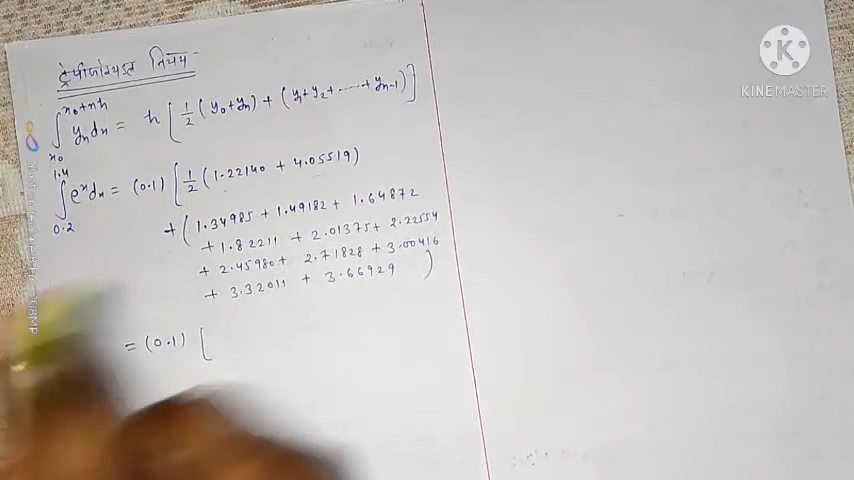 ट्रेपीजोइडल नियम -
∫_{x₀}^{x₀+nh} yₙ dx = h [ 1/2 (y₀+yₙ) + (y₁+y₂+.....+yₙ₋₁) ]
∫_{0.2}^{1.4} eˣ dx = (0.1) [ 1/2 (1.22140 + 4.05519)
+ ( 1.34985 + 1.49182 + 1.64872
+ 1.82211 + 2.01375 + 2.22554
+ 2.45980 + 2.71828 + 3.00416
+ 3.32011 + 3.66929 )
= (0.1) [
KINEMASTER